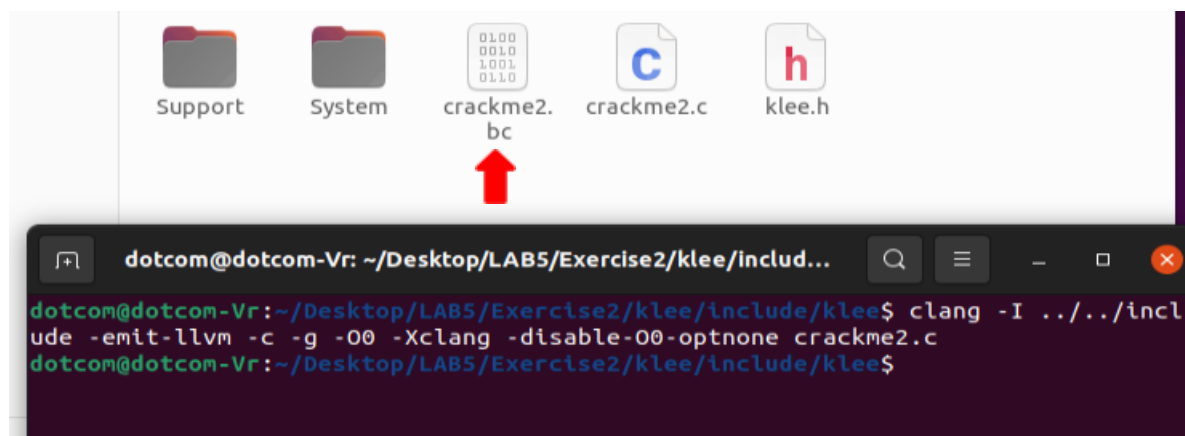 0100
0010
1001
0110
C
h
Support
System
crackme2.
bc
crackme2.c
klee.h
dotcom@dotcom-Vr: ~/Desktop/LAB5/Exercise2/klee/includ...
dotcom@dotcom-Vr:~/Desktop/LAB5/Exercise2/klee/include/klee$ clang -I ../../incl
ude -emit-llvm -c -g -O0 -Xclang -disable-O0-optnone crackme2.c
dotcom@dotcom-Vr:~/Desktop/LAB5/Exercise2/klee/include/klee$